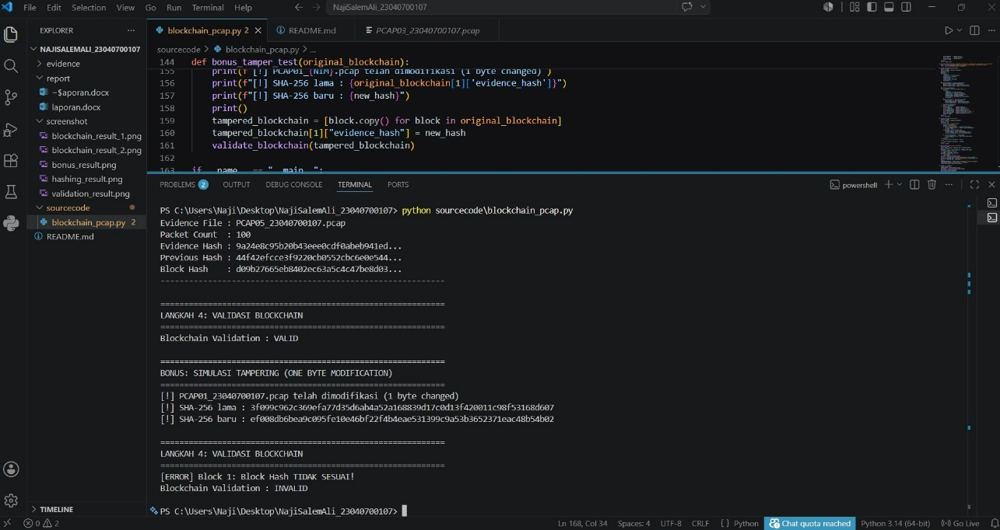 File Edit Selection View Go Run Terminal Help
NajiSalemAli_23040700107
EXPLORER
NAJISALEMALI_23040700107
evidence
report
~$aporan.docx
laporan.docx
screenshot
blockchain_result_1.png
blockchain_result_2.png
bonus_result.png
hashing_result.png
validation_result.png
sourcecode
blockchain_pcap.py 2
README.md
TIMELINE
blockchain_pcap.py 2
README.md
PCAP03_23040700107.pcap
sourcecode > blockchain_pcap.py > ...
144 def bonus_tamper_test(original_blockchain):
155 print(f"[!] PCAP01_{NIM}.pcap telah dimodifikasi (1 byte changed)")
156 print(f"[!] SHA-256 lama : {original_blockchain[1]['evidence_hash']}")
157 print(f"[!] SHA-256 baru : {new_hash}")
158 print()
159 tampered_blockchain = [block.copy() for block in original_blockchain]
160 tampered_blockchain[1]["evidence_hash"] = new_hash
161 validate_blockchain(tampered_blockchain)
162
163 if __name__ == "__main__":
PROBLEMS 2 OUTPUT DEBUG CONSOLE TERMINAL PORTS
powershell
PS C:\Users\Naji\Desktop\NajiSalemAli_23040700107> python sourcecode\blockchain_pcap.py
Evidence File : PCAP05_23040700107.pcap
Packet Count : 100
Evidence Hash : 9a24e8c95b20b43eee0cdf0abeb941ed...
Previous Hash : 44f42efcce3f9220cb0552cbc6e0e544...
Block Hash : d09b27665eb8402ec63a5c4c47be8d03...
------------------------------------------------------------
============================================================
LANGKAH 4: VALIDASI BLOCKCHAIN
============================================================
Blockchain Validation : VALID
============================================================
BONUS: SIMULASI TAMPERING (ONE BYTE MODIFICATION)
============================================================
[!] PCAP01_23040700107.pcap telah dimodifikasi (1 byte changed)
[!] SHA-256 lama : 3f099c962c369efa77d35d6ab4a52a168839d17c0d13f420011c98f53168d607
[!] SHA-256 baru : ef008db6bea9c095fe10e46bf22f4b4eae531399c9a53b3652371eac48b54b02
============================================================
LANGKAH 4: VALIDASI BLOCKCHAIN
============================================================
[ERROR] Block 1: Block Hash TIDAK SESUAI!
Blockchain Validation : INVALID
PS C:\Users\Naji\Desktop\NajiSalemAli_23040700107>
0 2
Ln 168, Col 34 Spaces: 4 UTF-8 CRLF { } Python Chat quota reached Python 3.14 (64-bit) Go Live